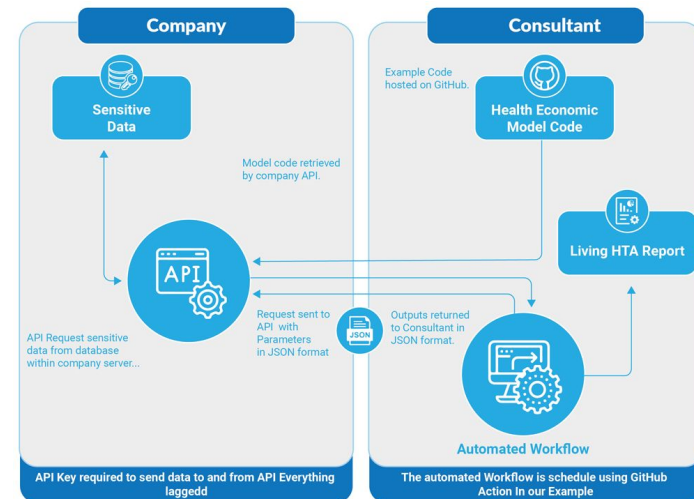 Company
Consultant
Sensitive
Data
Example Code
hosted on GitHub.
Health Economic
Model Code
Model code retrieved
by company API.
Living HTA Report
API
Request sent to
API with
Parameters
in JSON format
JSON
Outputs returned
to Consultant in
JSON format.
API Request sensitive
data from database
within company server...
Automated Workflow
API Key required to send data to and from API Everything
laggedd
The automated Workflow is schedule using GitHub
Action In our Example